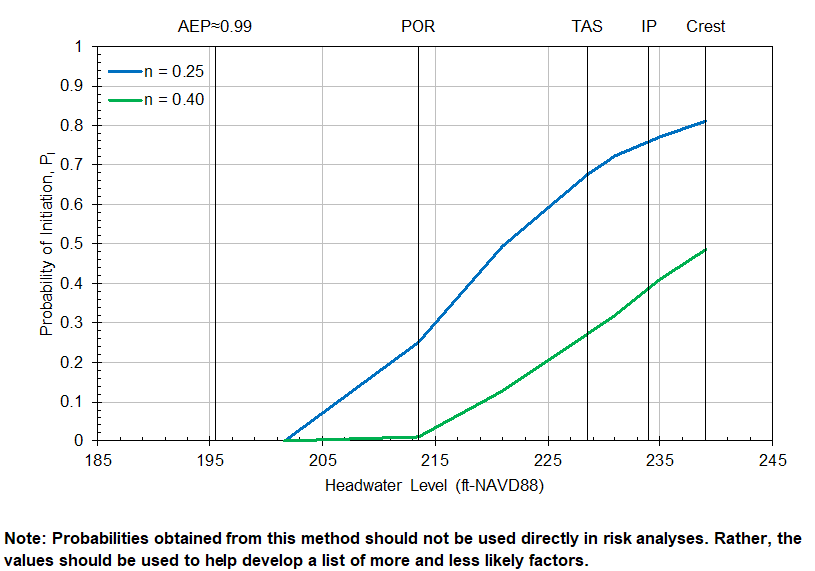 AEP≈0.99 POR TAS IP Crest
1
0.9
0.8
0.7
0.6
0.5
0.4
0.3
0.2
0.1
0
Probability of Initiation, PI
n = 0.25
n = 0.40
185 195 205 215 225 235 245
Headwater Level (ft-NAVD88)
Note: Probabilities obtained from this method should not be used directly in risk analyses. Rather, the
values should be used to help develop a list of more and less likely factors.